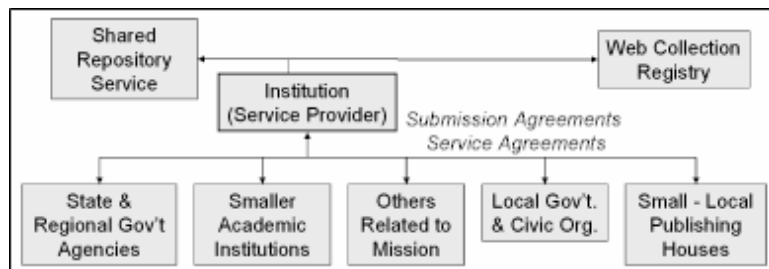 Shared
Repository
Service
Web Collection
Registry
Institution
(Service Provider)
Submission Agreements
Service Agreements
State &
Regional Gov't
Agencies
Smaller
Academic
Institutions
Others
Related to
Mission
Local Gov't.
& Civic Org.
Small - Local
Publishing
Houses